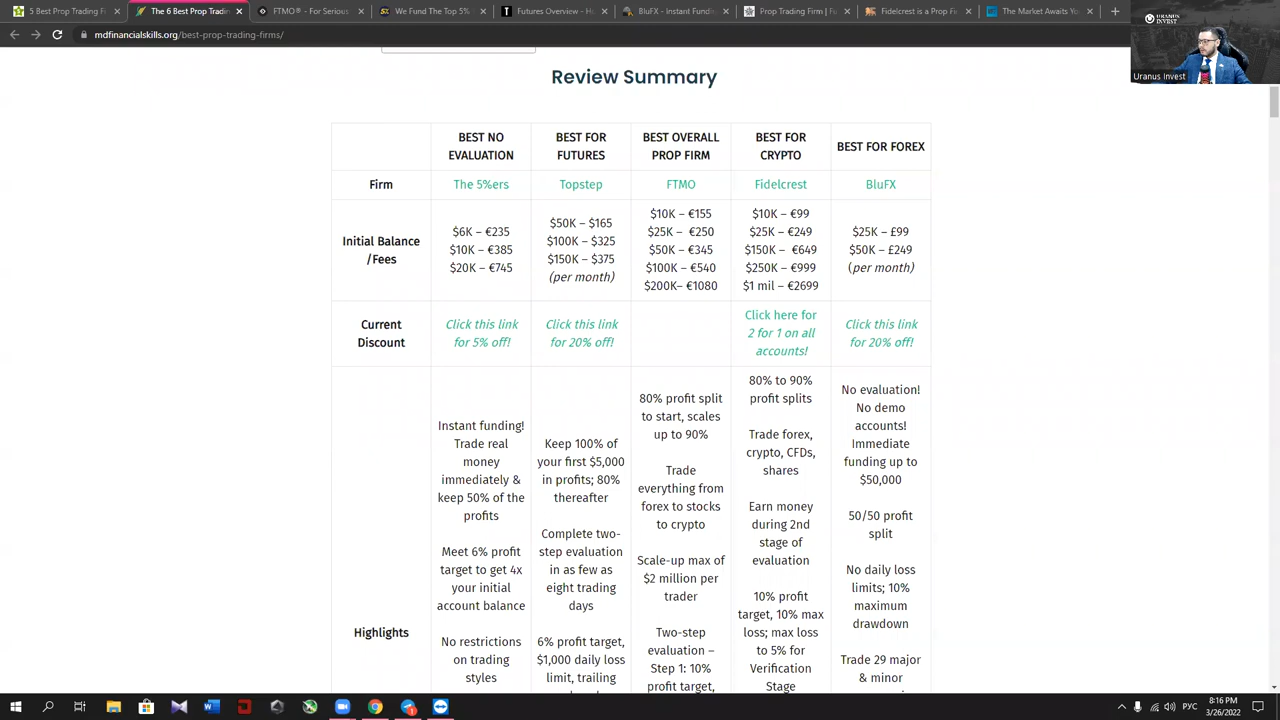 5 Best Prop Trading Fi
The 6 Best Prop Tradin
FTMO® - For Serious
We Fund The Top 5%
Futures Overview - H
BluFX - Instant Fundi
Prop Trading Firm | Fu
Fidelcrest is a Prop Fi
The Market Awaits Yo
mdfinancialskills.org/best-prop-trading-firms/
URANUS
INVEST
Uranus Invest
Review Summary
BEST NO
EVALUATION
BEST FOR
FUTURES
BEST OVERALL
PROP FIRM
BEST FOR
CRYPTO
BEST FOR FOREX
Firm
The 5%ers
Topstep
FTMO
Fidelcrest
BluFX
Initial Balance
/Fees
$6K – €235
$10K – €385
$20K – €745
$50K – $165
$100K – $325
$150K – $375
(per month)
$10K – €155
$25K – €250
$50K – €345
$100K – €540
$200K– €1080
$10K – €99
$25K – €249
$150K – €649
$250K – €999
$1 mil – €2699
$25K – £99
$50K – £249
(per month)
Current
Discount
Click this link
for 5% off!
Click this link
for 20% off!
Click here for
2 for 1 on all
accounts!
Click this link
for 20% off!
Highlights
Instant funding!
Trade real
money
immediately &
keep 50% of the
profits
Meet 6% profit
target to get 4x
your initial
account balance
No restrictions
on trading
styles
Keep 100% of
your first $5,000
in profits; 80%
thereafter
Complete two-
step evaluation
in as few as
eight trading
days
6% profit target,
$1,000 daily loss
limit, trailing
80% profit split
to start, scales
up to 90%
Trade
everything from
forex to stocks
to crypto
Scale-up max of
$2 million per
trader
Two-step
evaluation –
Step 1: 10%
profit target,
80% to 90%
profit splits
Trade forex,
crypto, CFDs,
shares
Earn money
during 2nd
stage of
evaluation
10% profit
target, 10% max
loss; max loss
to 5% for
Verification
Stage
No evaluation!
No demo
accounts!
Immediate
funding up to
$50,000
50/50 profit
split
No daily loss
limits; 10%
maximum
drawdown
Trade 29 major
& minor
РУС
8:16 PM
3/26/2022